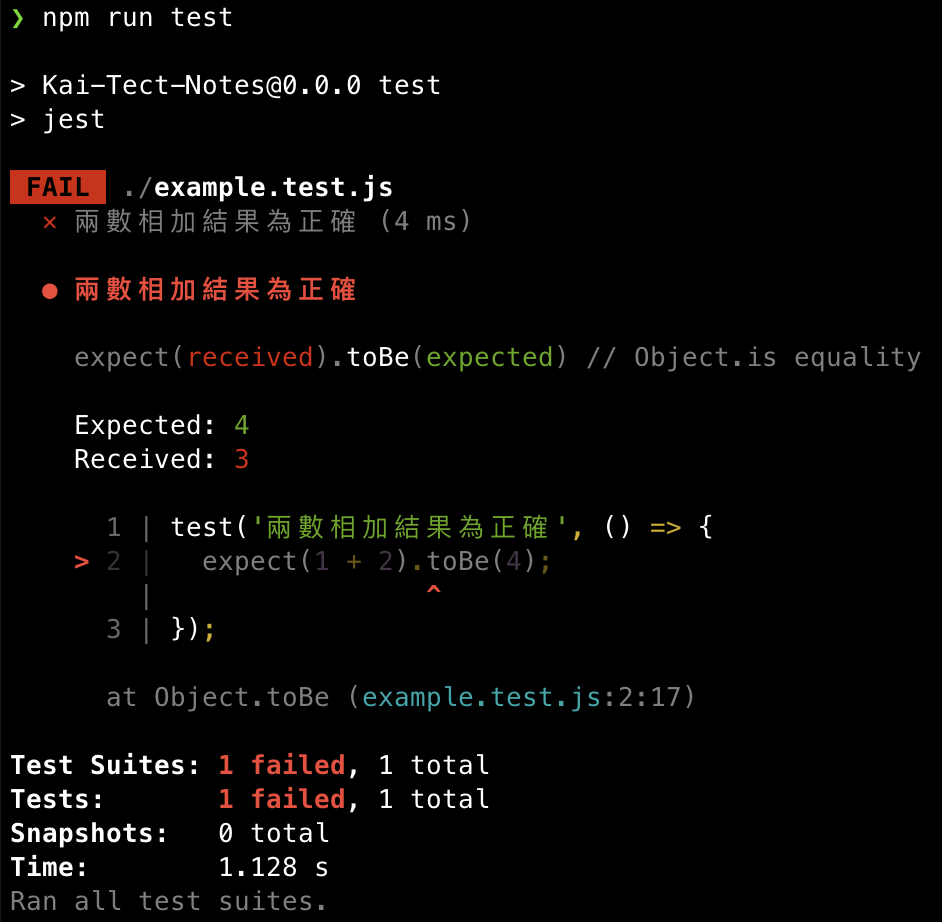 ❯ npm run test
> Kai-Tect-Notes@0.0.0 test
> jest
FAIL ./example.test.js
✕ 兩數相加結果為正確 (4 ms)
● 兩數相加結果為正確
expect(received).toBe(expected) // Object.is equality
Expected: 4
Received: 3
1 | test('兩數相加結果為正確', () => {
> 2 |   expect(1 + 2).toBe(4);
|                 ^
3 | });
at Object.toBe (example.test.js:2:17)
Test Suites: 1 failed, 1 total
Tests:       1 failed, 1 total
Snapshots:   0 total
Time:        1.128 s
Ran all test suites.